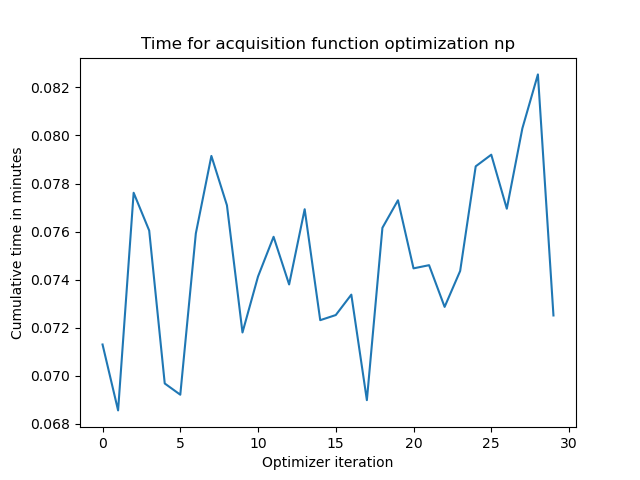 Time for acquisition function optimization np
Cumulative time in minutes
0.082
0.080
0.078
0.076
0.074
0.072
0.070
0.068
0 5 10 15 20 25 30
Optimizer iteration